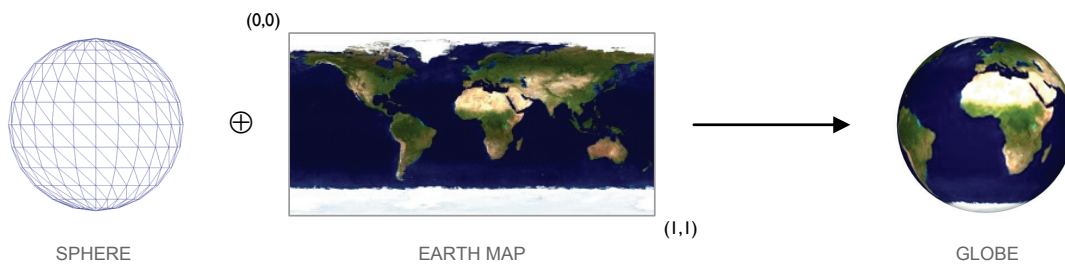 (0,0)
(1,1)
SPHERE
EARTH MAP
GLOBE